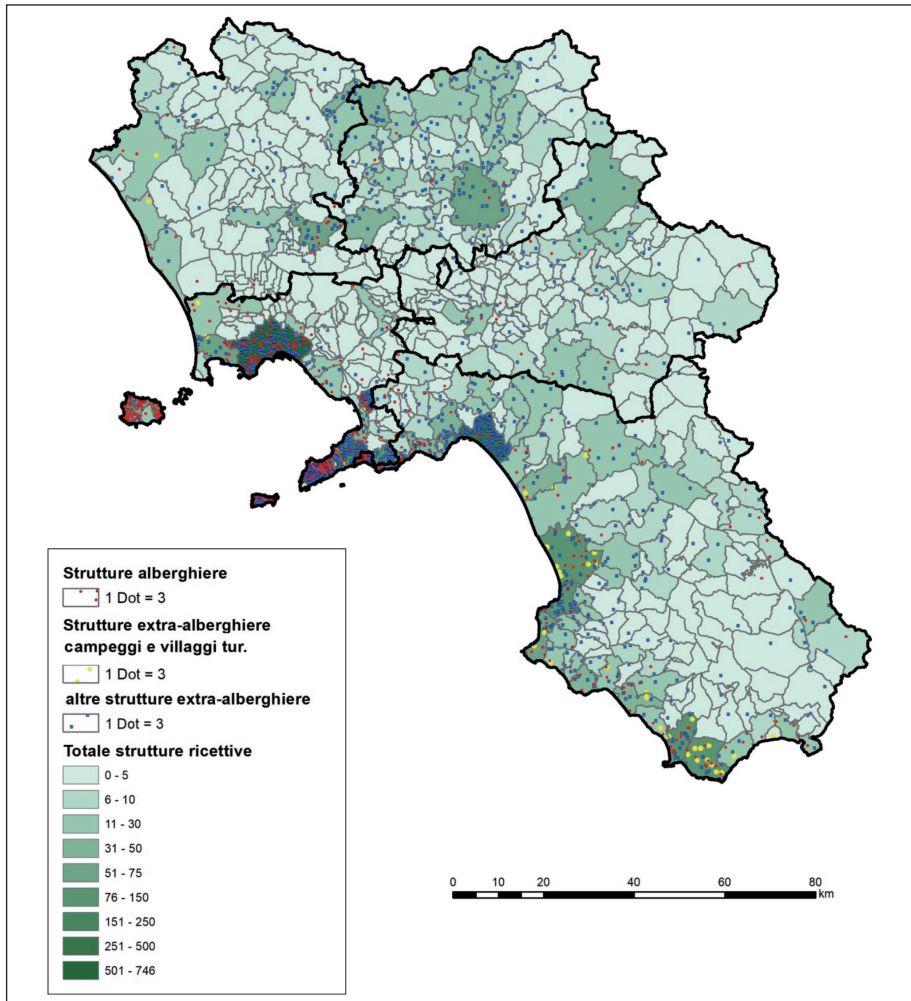 Strutture alberghiere
1 Dot = 3
Strutture extra-alberghiere
campeggi e villaggi tur.
1 Dot = 3
altre strutture extra-alberghiere
1 Dot = 3
Totale strutture ricettive
0 - 5
6 - 10
11 - 30
31 - 50
51 - 75
76 - 150
151 - 250
251 - 500
501 - 746
0 10 20 40 60 80
km